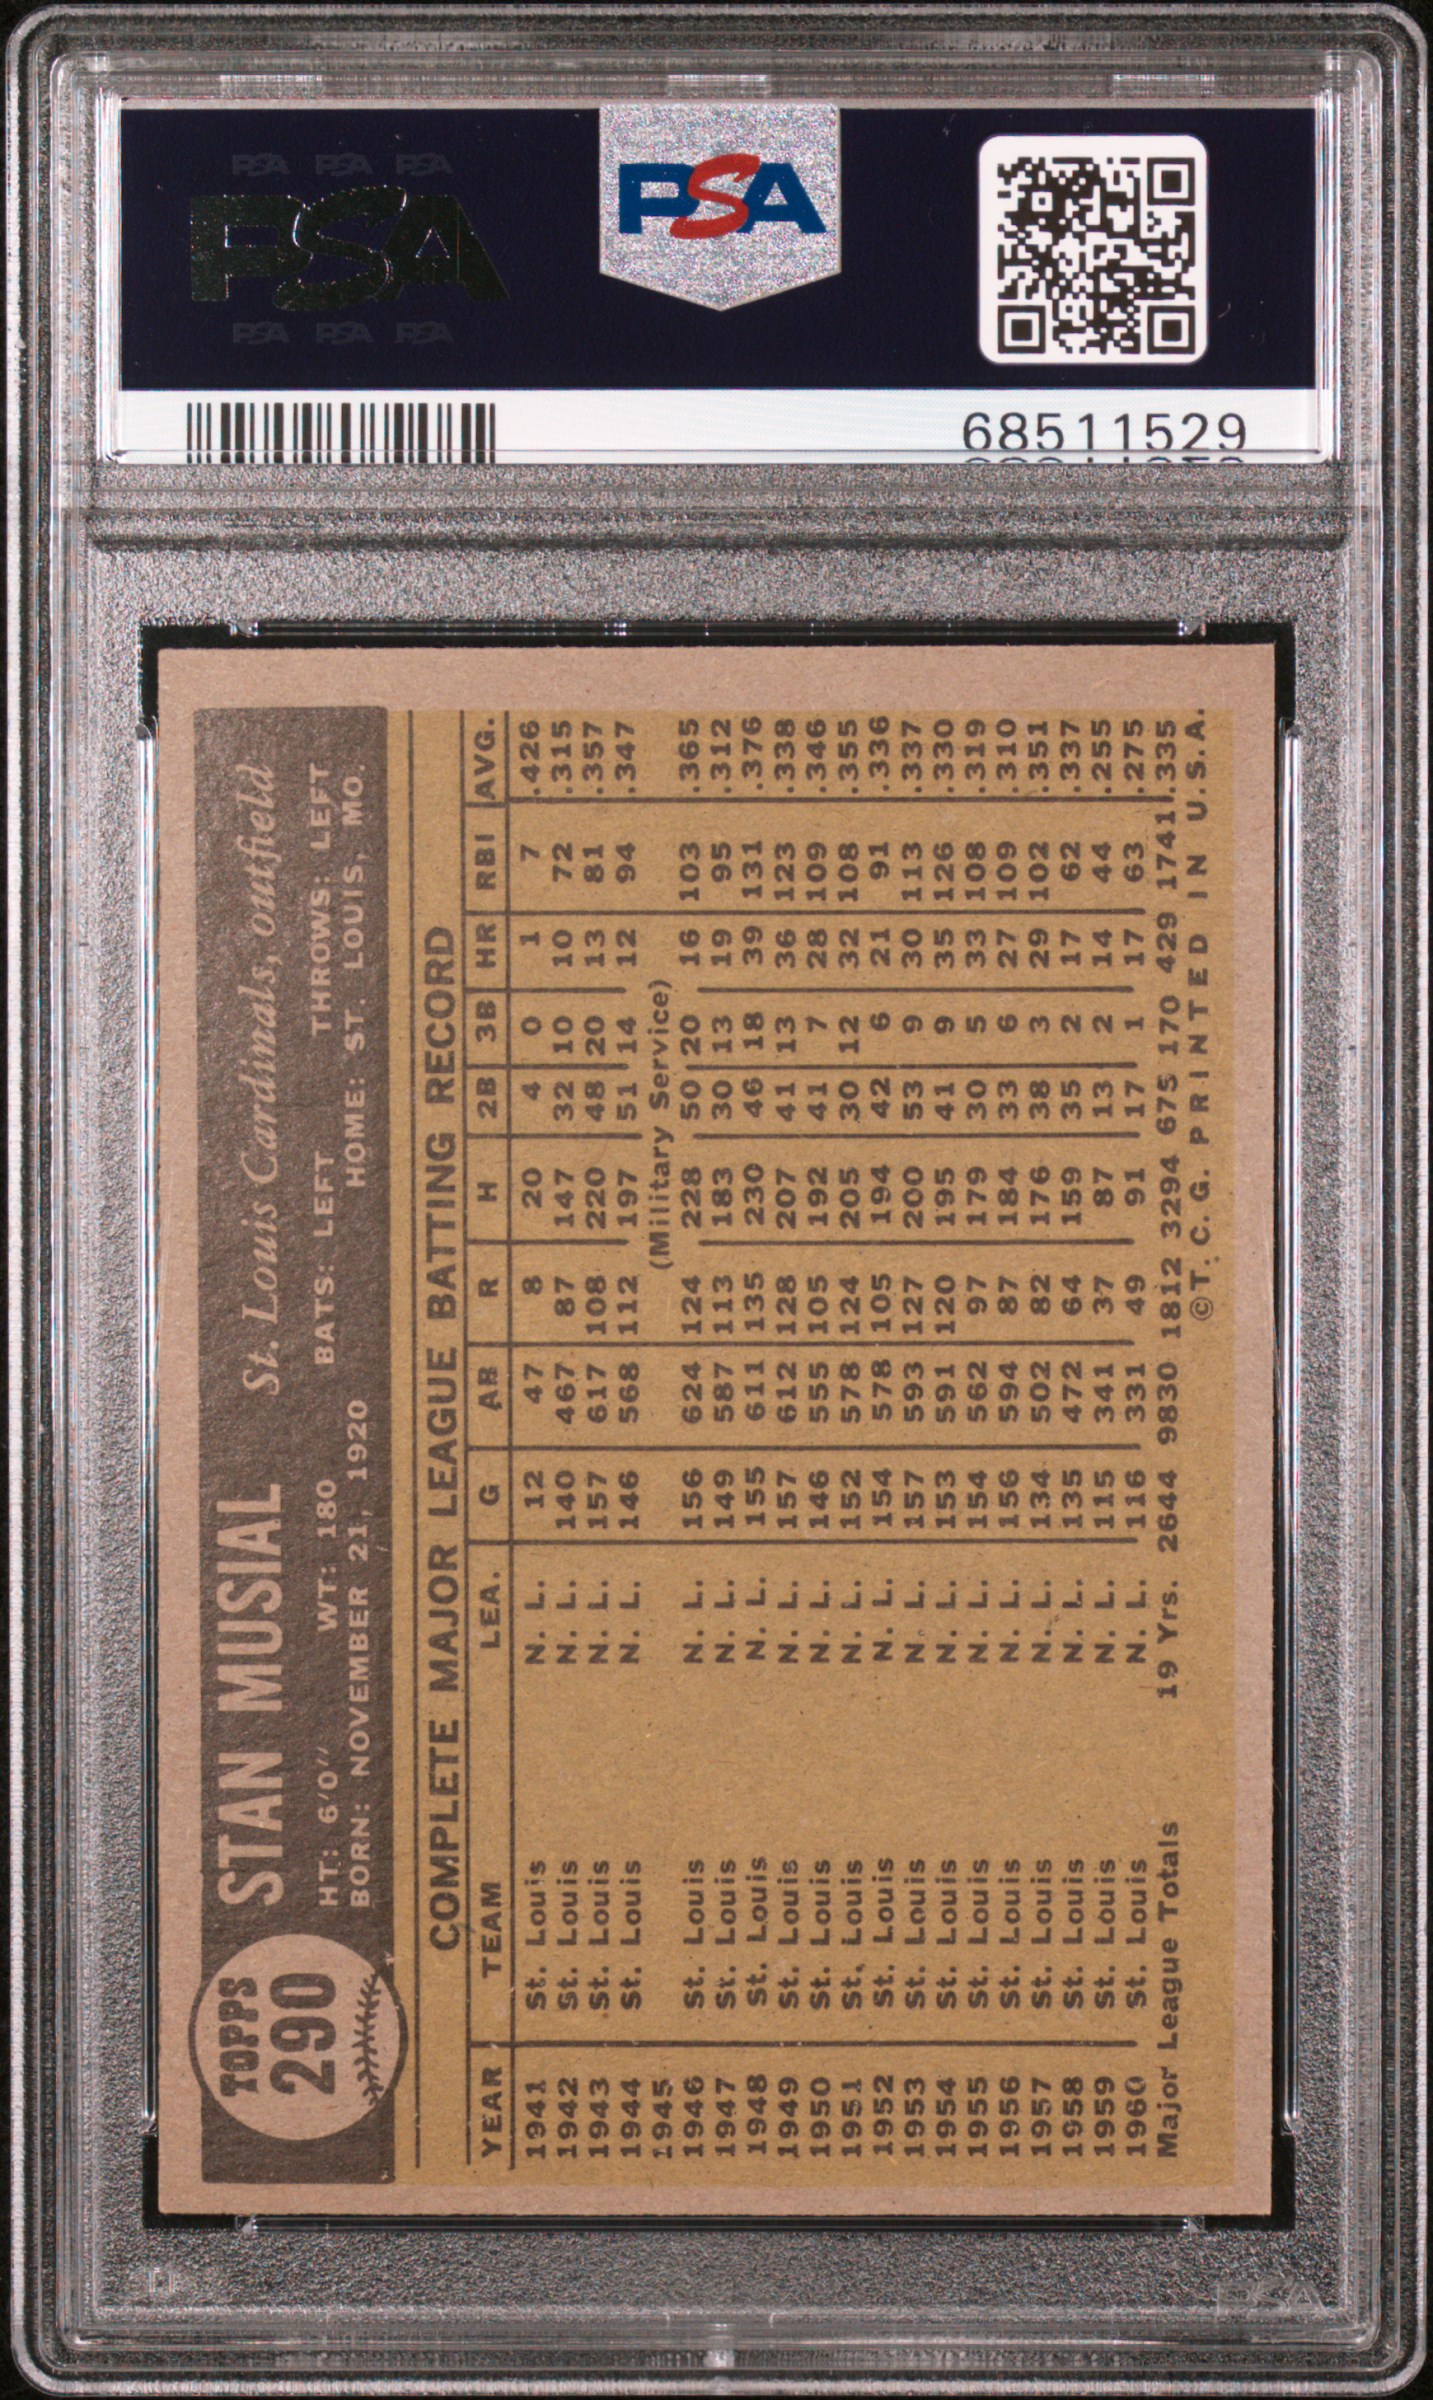 PSA PSA PSA
PSA
PSA PSA PSA
PSA
68511529
TOPPS
290
STAN MUSIAL St. Louis Cardinals, outfield
HT: 6'0" WT: 180 BATS: LEFT THROWS: LEFT
BORN: NOVEMBER 21, 1920 HOME: ST. LOUIS, MO.
COMPLETE MAJOR LEAGUE BATTING RECORD
YEAR TEAM LEA. G AB R H 2B 3B HR RBI AVG.
1941 St. Louis N. L. 12 47 8 20 4 0 1 7 .426
1942 St. Louis N. L. 140 467 87 147 32 10 10 72 .315
1943 St. Louis N. L. 157 617 108 220 48 20 13 81 .357
1944 St. Louis N. L. 146 568 112 197 51 14 12 94 .347
1945 (Military Service)
1946 St. Louis N. L. 156 624 124 228 50 20 16 103 .365
1947 St. Louis N. L. 149 587 113 183 30 13 19 95 .312
1948 St. Louis N. L. 155 611 135 230 46 18 39 131 .376
1949 St. Louis N. L. 157 612 128 207 41 13 36 123 .338
1950 St. Louis N. L. 146 555 105 192 41 7 28 109 .346
1951 St. Louis N. L. 152 578 124 205 30 12 32 108 .355
1952 St. Louis N. L. 154 578 105 194 42 6 21 91 .336
1953 St. Louis N. L. 157 593 127 200 53 9 30 113 .337
1954 St. Louis N. L. 153 591 120 195 41 9 35 126 .330
1955 St. Louis N. L. 154 562 97 179 30 5 33 108 .319
1956 St. Louis N. L. 156 594 87 184 33 6 27 109 .310
1957 St. Louis N. L. 134 502 82 176 38 3 29 102 .351
1958 St. Louis N. L. 135 472 64 159 35 2 17 62 .337
1959 St. Louis N. L. 115 341 37 87 13 2 14 44 .255
1960 St. Louis N. L. 116 331 49 91 17 1 17 63 .275
Major League Totals 19 Yrs. 2644 9830 1812 3294 675 170 429 1741 .335
©T. C. G. PRINTED IN U.S.A.
PSA